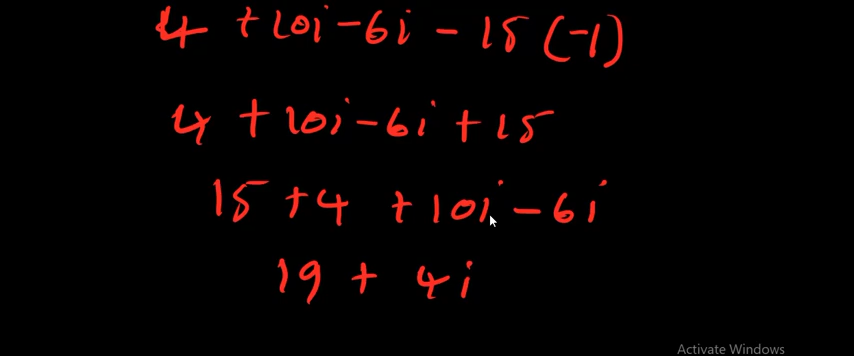 4 +10i -6i - 15 (-1)
4 +10i -6i +15
15 +4 +10i -6i
19 + 4i
Activate Windows